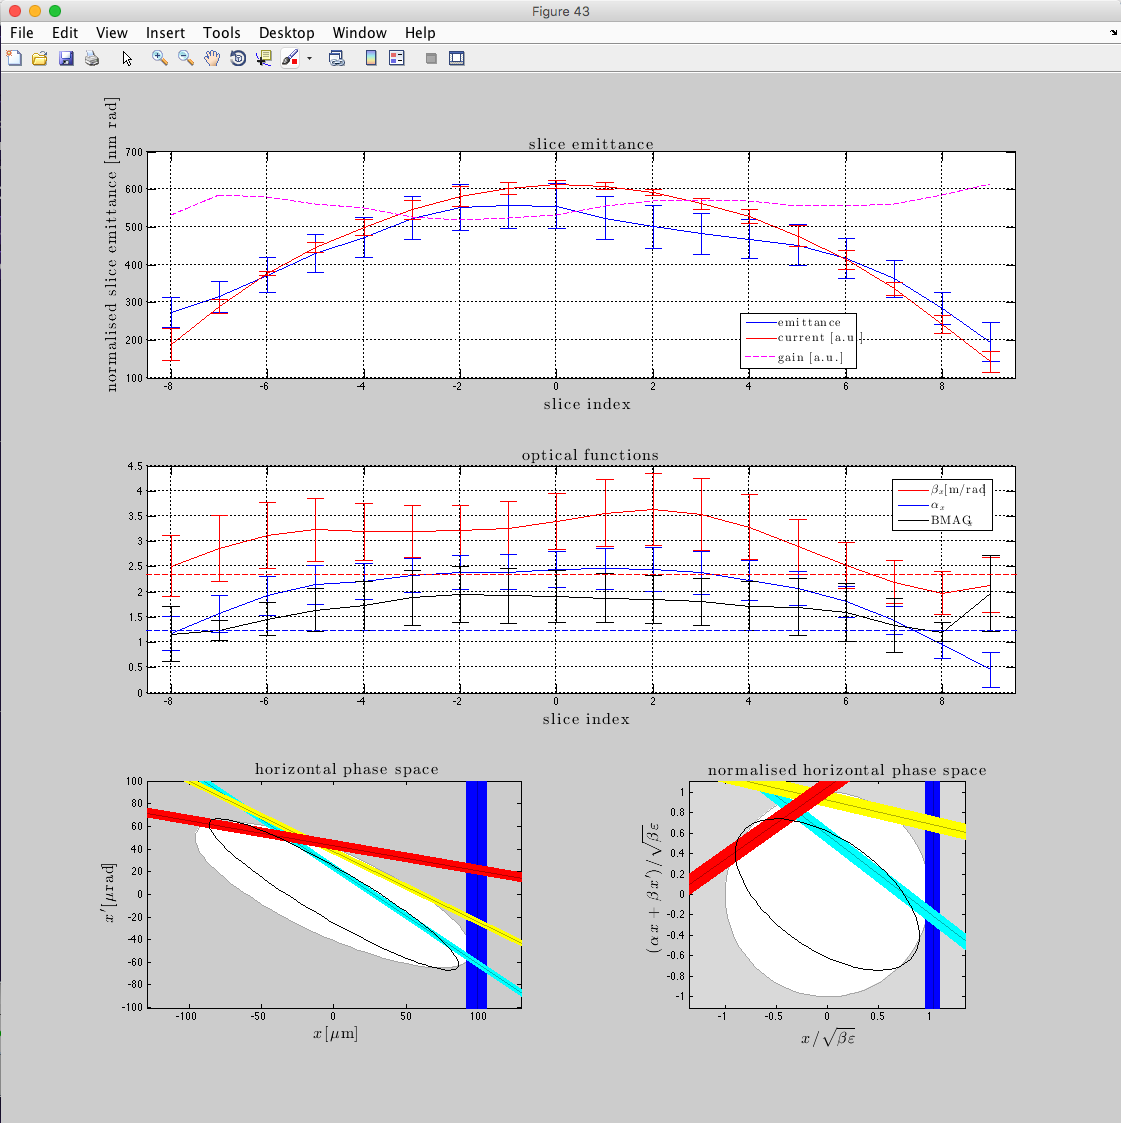 Figure 43
File Edit View Insert Tools Desktop Window Help
slice emittance
normalised slice emittance [nm rad]
700
600
500
400
300
200
100
-8 -6 -4 -2 0 2 4 6 8
slice index
emittance
current [a.u.]
gain [a.u.]
optical functions
4.5
4
3.5
3
2.5
2
1.5
1
0.5
0
-8 -6 -4 -2 0 2 4 6 8
slice index
βx[m/rad]
αx
BMAGx
horizontal phase space
x′[μrad]
100
80
60
40
20
0
-20
-40
-60
-80
-100
-100 -50 0 50 100
x[μm]
normalised horizontal phase space
(αx + βx′)/√βε
1
0.8
0.6
0.4
0.2
0
-0.2
-0.4
-0.6
-0.8
-1
-1 -0.5 0 0.5 1
x/√βε